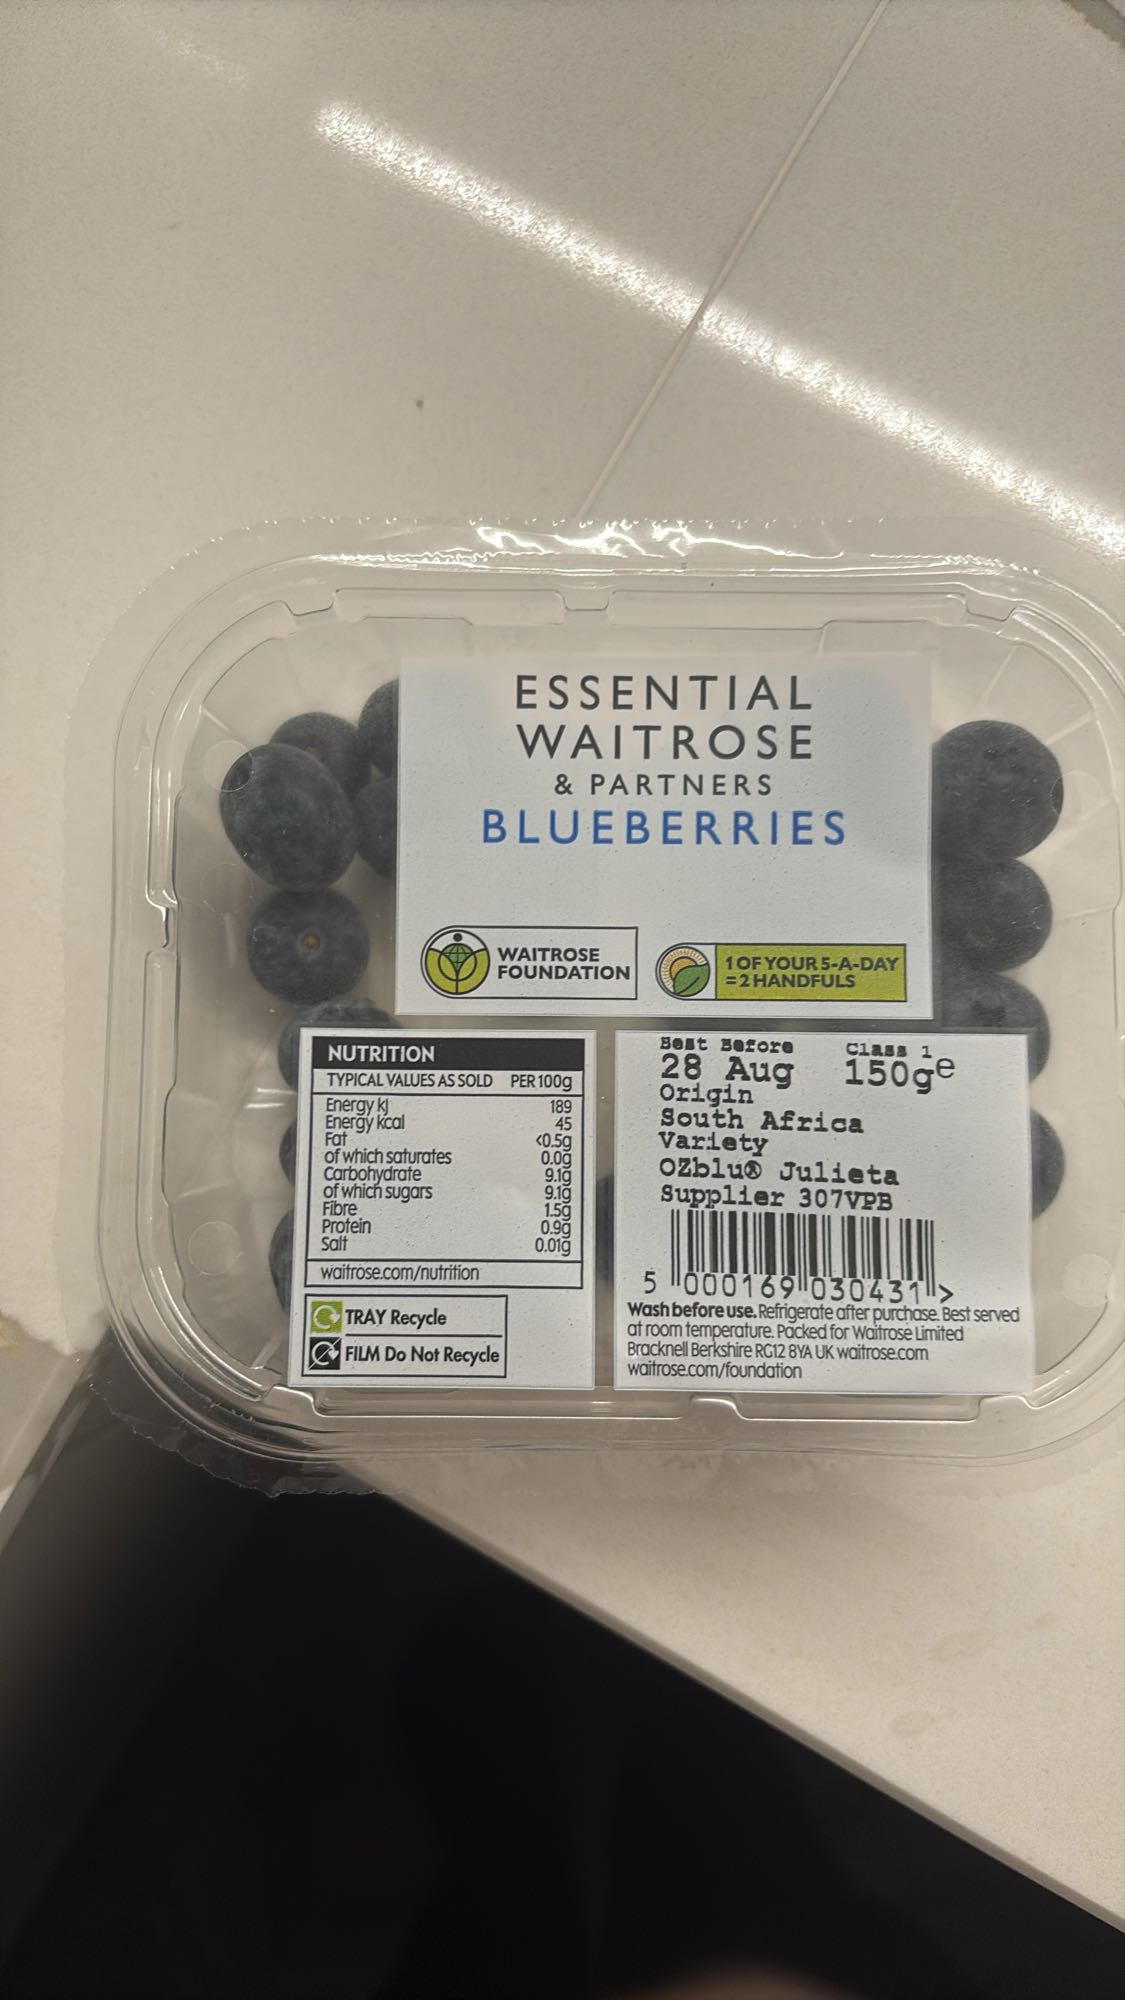 ESSENTIAL
WAITROSE
& PARTNERS
BLUEBERRIES
WAITROSE
FOUNDATION
1 OF YOUR 5-A-DAY
=2 HANDFULS
NUTRITION
TYPICAL VALUES AS SOLD PER 100g
Energy kJ 189
Energy kcal 45
Fat <0.5g
of which saturates 0.0g
Carbohydrate 9.1g
of which sugars 9.1g
Fibre 1.5g
Protein 0.9g
Salt 0.01g
waitrose.com/nutrition
TRAY Recycle
FILM Do Not Recycle
Best Before Class 1
28 Aug 150ge
Origin
South Africa
Variety
OZblu® Julieta
Supplier 307VPB
5 000169 030431 >
Wash before use. Refrigerate after purchase. Best served
at room temperature. Packed for Waitrose Limited
Bracknell Berkshire RG12 8YA UK waitrose.com
waitrose.com/foundation